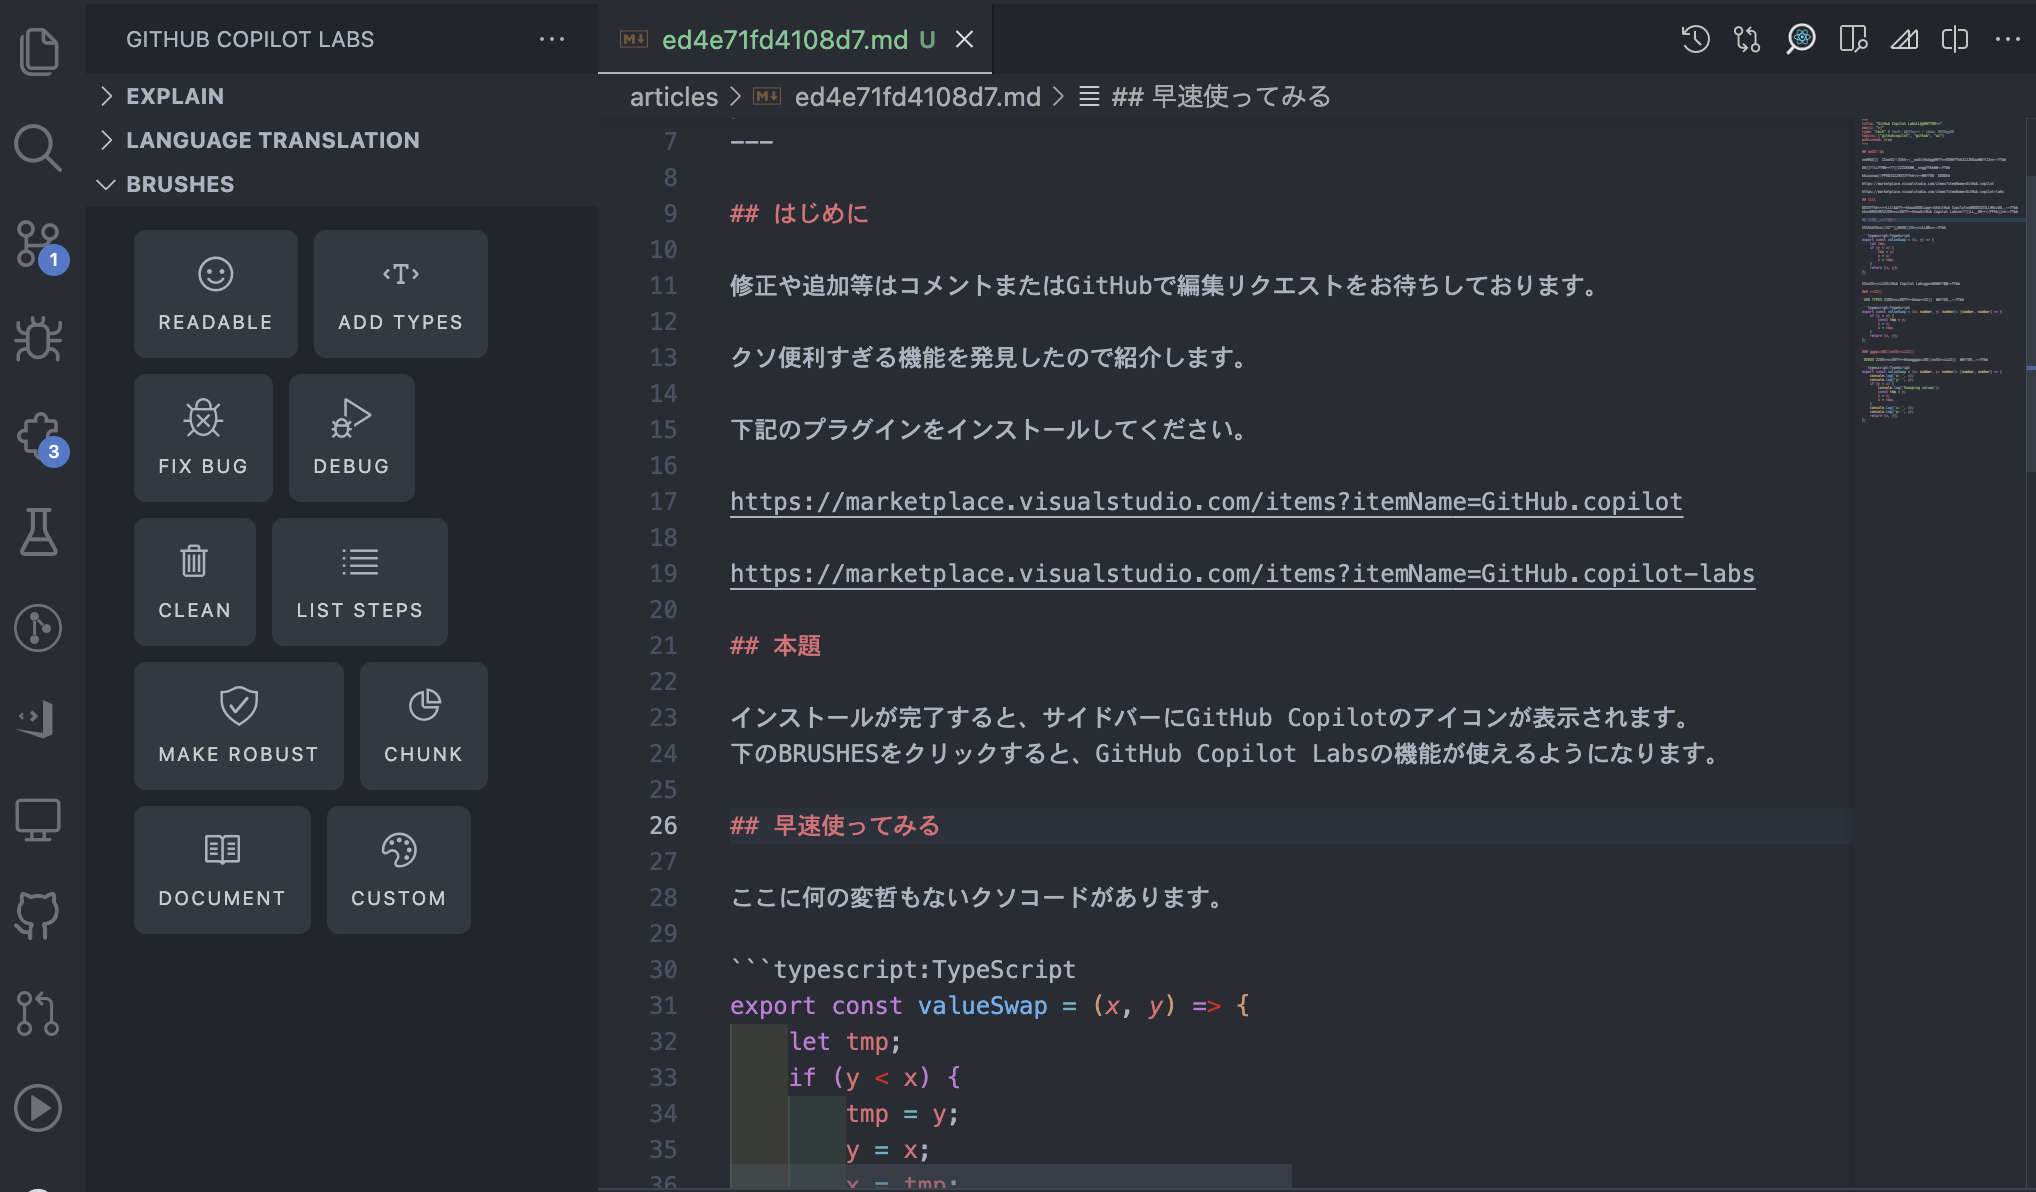 GITHUB COPILOT LABS
EXPLAIN
LANGUAGE TRANSLATION
BRUSHES
READABLE
ADD TYPES
FIX BUG
DEBUG
CLEAN
LIST STEPS
MAKE ROBUST
CHUNK
DOCUMENT
CUSTOM
1
3
ed4e71fd4108d7.md U
articles > ed4e71fd4108d7.md > ## 早速使ってみる
7 ---
8
9 ## はじめに
10
11 修正や追加等はコメントまたはGitHubで編集リクエストをお待ちしております。
12
13 クソ便利すぎる機能を発見したので紹介します。
14
15 下記のプラグインをインストールしてください。
16
17 https://marketplace.visualstudio.com/items?itemName=GitHub.copilot
18
19 https://marketplace.visualstudio.com/items?itemName=GitHub.copilot-labs
20
21 ## 本題
22
23 インストールが完了すると、サイドバーにGitHub Copilotのアイコンが表示されます。
24 下のBRUSHESをクリックすると、GitHub Copilot Labsの機能が使えるようになります。
25
26 ## 早速使ってみる
27
28 ここに何の変哲もないクソコードがあります。
29
30 ```typescript:TypeScript
31 export const valueSwap = (x, y) => {
32 let tmp;
33 if (y < x) {
34 tmp = y;
35 y = x;
36 x = tmp;